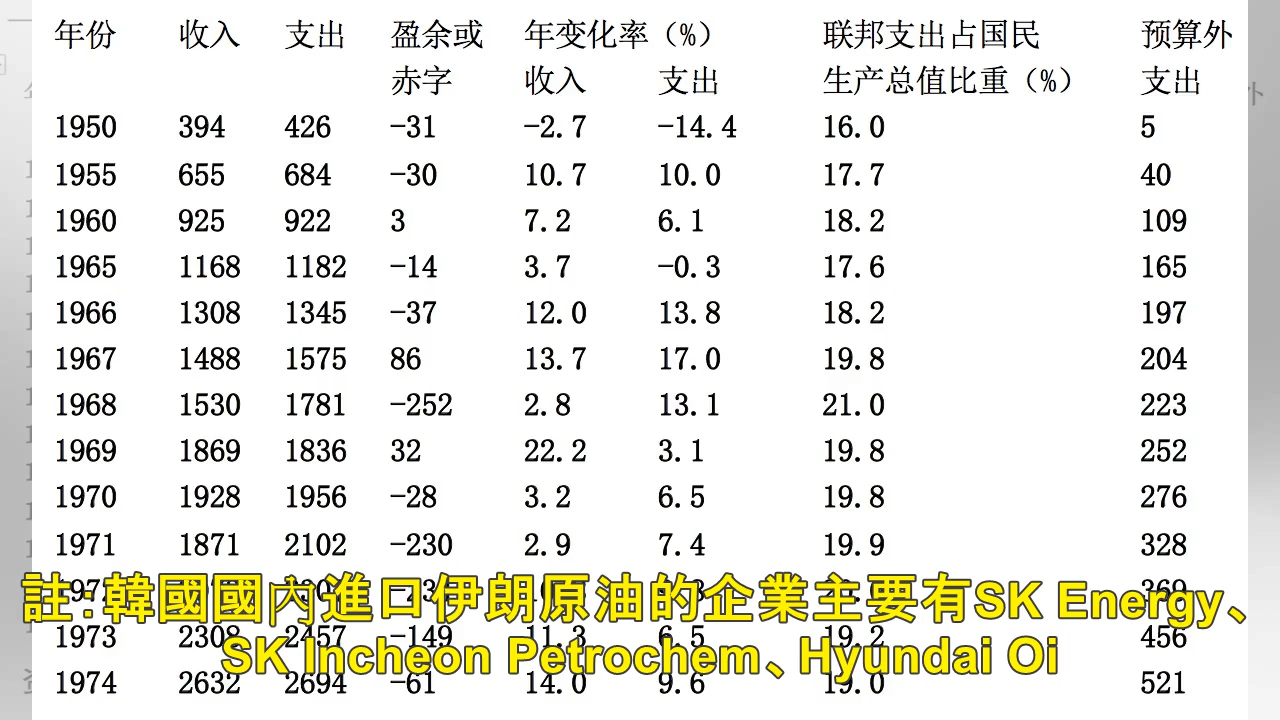 年份 收入 支出 盈余或 年变化率（%） 联邦支出占国民 预算外
赤字 收入 支出 生产总值比重（%） 支出
1950 394 426 -31 -2.7 -14.4 16.0 5
1955 655 684 -30 10.7 10.0 17.7 40
1960 925 922 3 7.2 6.1 18.2 109
1965 1168 1182 -14 3.7 -0.3 17.6 165
1966 1308 1345 -37 12.0 13.8 18.2 197
1967 1488 1575 86 13.7 17.0 19.8 204
1968 1530 1781 -252 2.8 13.1 21.0 223
1969 1869 1836 32 22.2 3.1 19.8 252
1970 1928 1956 -28 3.2 6.5 19.8 276
1971 1871 2102 -230 2.9 7.4 19.9 328
369
註:韓國國內進口伊朗原油的企業主要有SK Energy、
1973 2308 2457 -149 11.3 6.5 19.2 456
SK Incheon Petrochem、Hyundai Oi
1974 2632 2694 -61 14.0 9.6 19.0 521